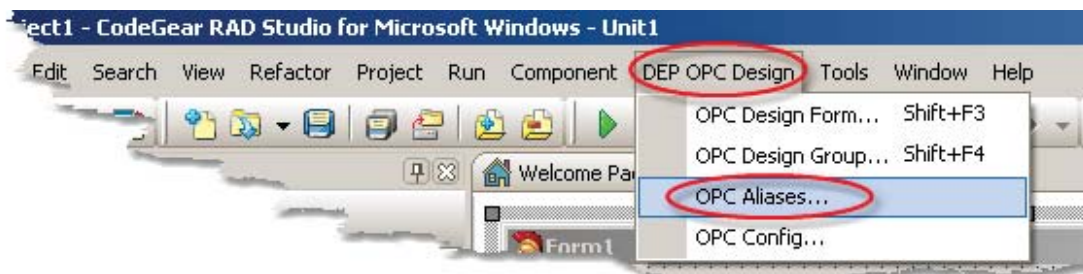 ject1 - CodeGear RAD Studio for Microsoft Windows - Unit1
Edit Search View Refactor Project Run Component DEP OPC Design Tools Window Help
OPC Design Form... Shift+F3
OPC Design Group... Shift+F4
Welcome Pa
OPC Aliases...
Form1
OPC Config...